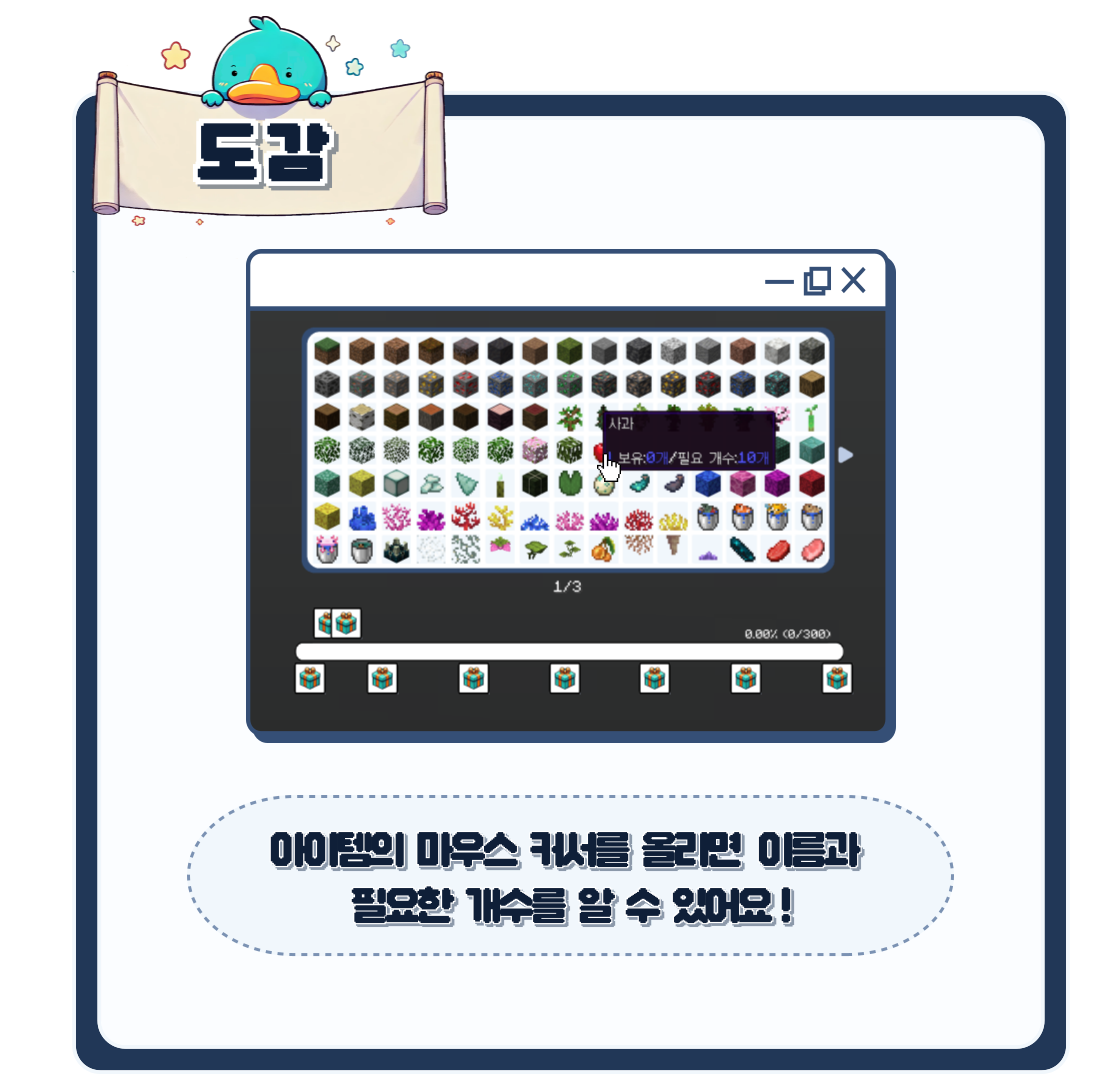 도감
사과
보유:0개/필요 개수:10개
1/3
0.00% (0/300)
아이템의 마우스 커서를 올리면 이름과
필요한 개수를 알 수 있어요!